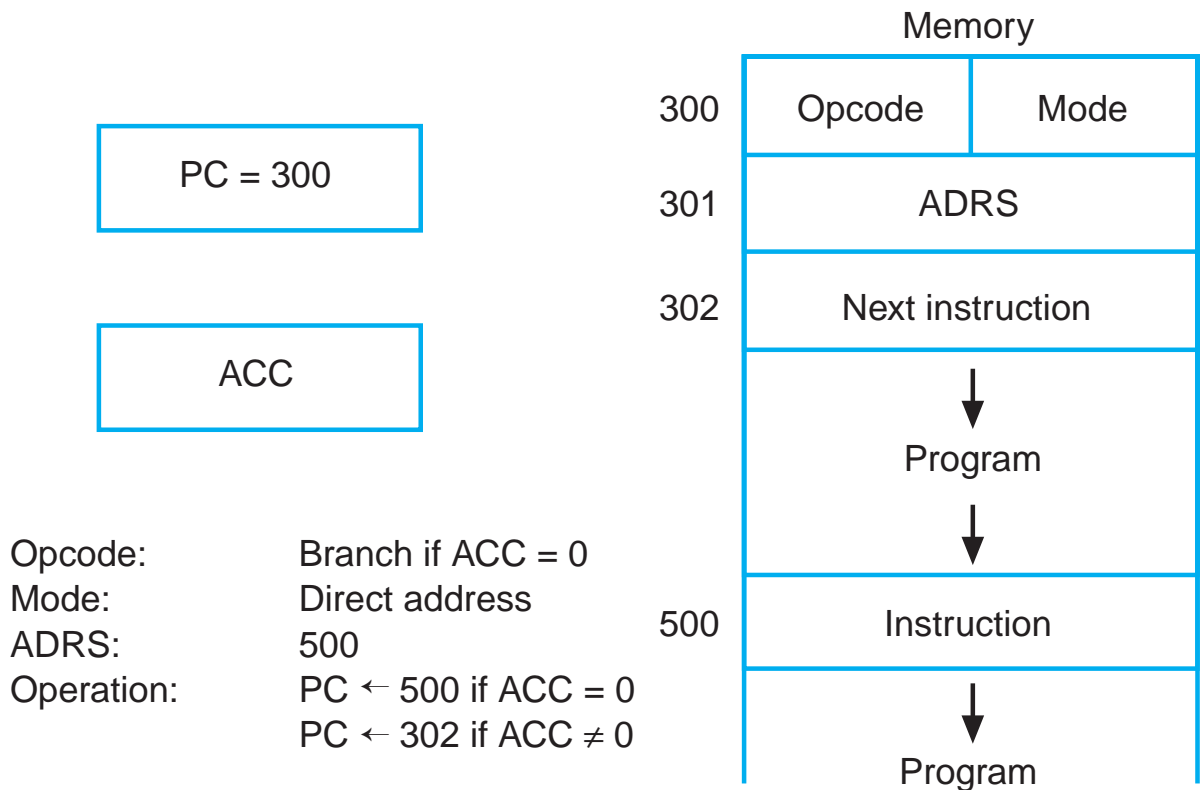 Memory
300 Opcode Mode
PC = 300
301 ADRS
302 Next instruction
ACC
Program
Opcode: Branch if ACC = 0
Mode: Direct address
ADRS: 500
Operation: PC ← 500 if ACC = 0
PC ← 302 if ACC ≠ 0
500 Instruction
Program